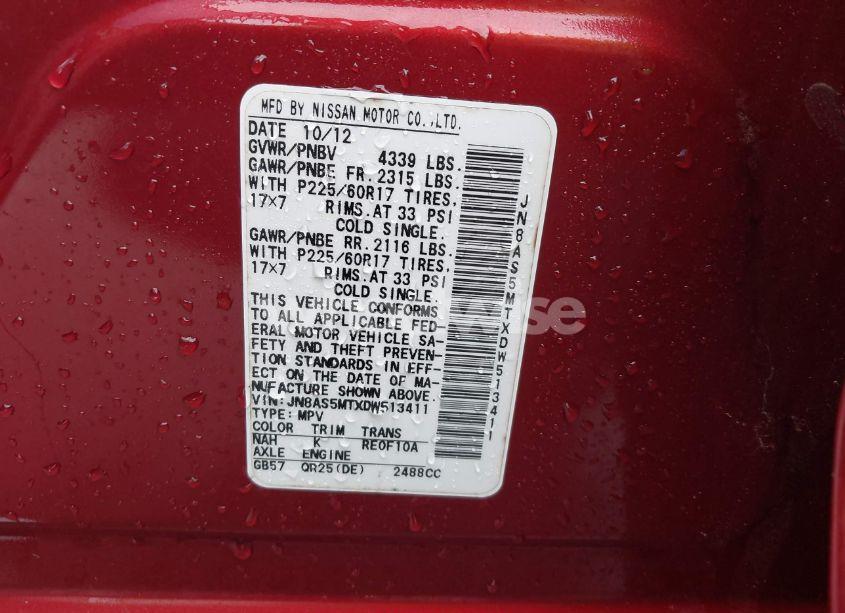 MFD BY NISSAN MOTOR CO.,LTD.
DATE 10/12
GVWR/PNBV 4339 LBS.
GAWR/PNBE FR. 2315 LBS.
WITH P225/60R17 TIRES,
17×7 RIMS. AT 33 PSI
COLD SINGLE.
GAWR/PNBE RR. 2116 LBS.
WITH P225/60R17 TIRES,
17×7 RIMS. AT 33 PSI
COLD SINGLE.
THIS VEHICLE CONFORMS
TO ALL APPLICABLE FED-
ERAL MOTOR VEHICLE SA-
FETY AND THEFT PREVEN-
TION STANDARDS IN EFF-
ECT ON THE DATE OF MA-
NUFACTURE SHOWN ABOVE.
VIN: JN8AS5MTXDW513411
TYPE: MPV
COLOR TRIM TRANS
NAH K RE0F10A
AXLE ENGINE
GB57 QR25(DE) 2488CC
JN8AS5MTXDW513411